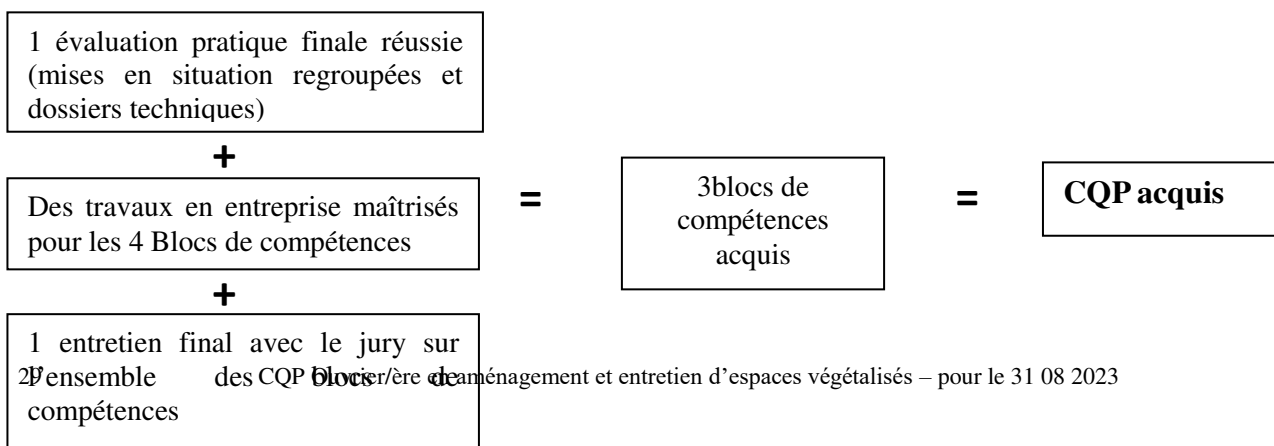 1 évaluation pratique finale réussie
(mises en situation regroupées et
dossiers techniques)
+
Des travaux en entreprise maîtrisés
pour les 4 Blocs de compétences
+
1 entretien final avec le jury sur
l'ensemble des blocs de
compétences
=
3blocs de
compétences
acquis
=
CQP acquis
29 CQP Ouvrier/ère en aménagement et entretien d'espaces végétalisés – pour le 31 08 2023